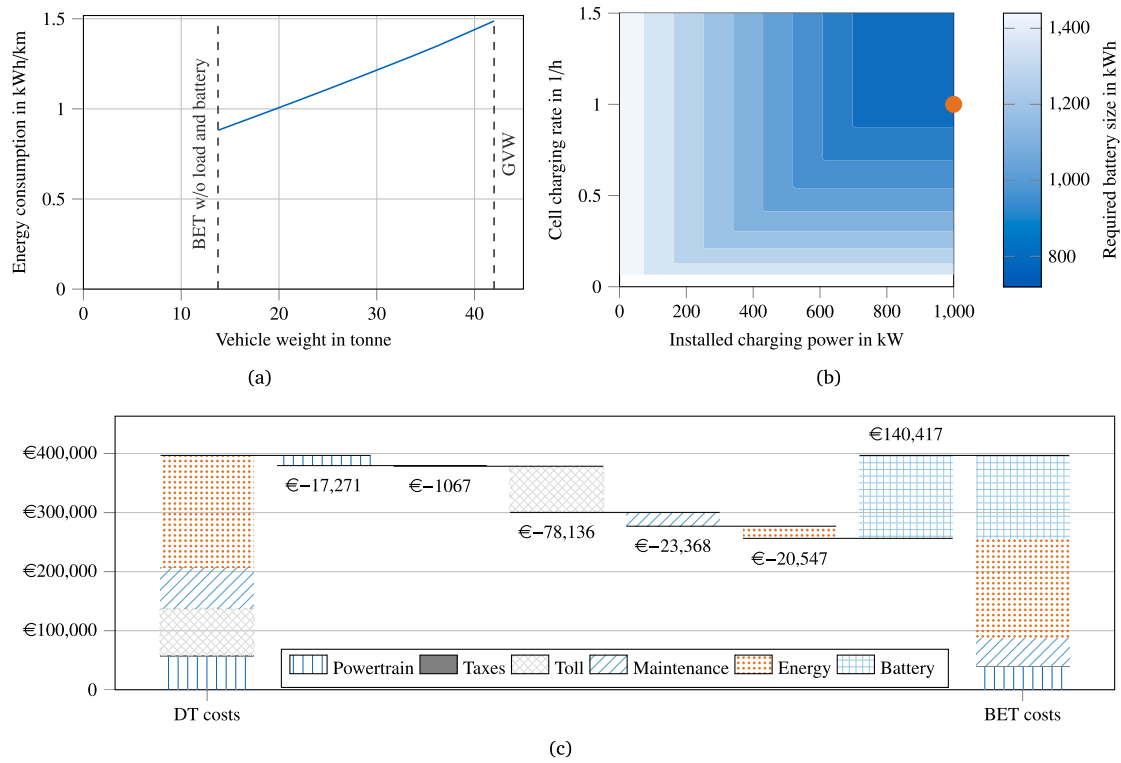 Energy consumption in kWh/km
1.5
1
0.5
0
BET w/o load and battery
GVW
0
10
20
30
40
Vehicle weight in tonne
(a)
Cell charging rate in 1/h
1.5
1
0.5
0
0
200
400
600
800
1,000
Installed charging power in kW
(b)
1,400
1,200
1,000
800
Required battery size in kWh
€400,000
€300,000
€200,000
€100,000
0
€−17,271
€−1067
€−78,136
€−23,368
€−20,547
€140,417
Powertrain Taxes Toll Maintenance Energy Battery
DT costs
BET costs
(c)